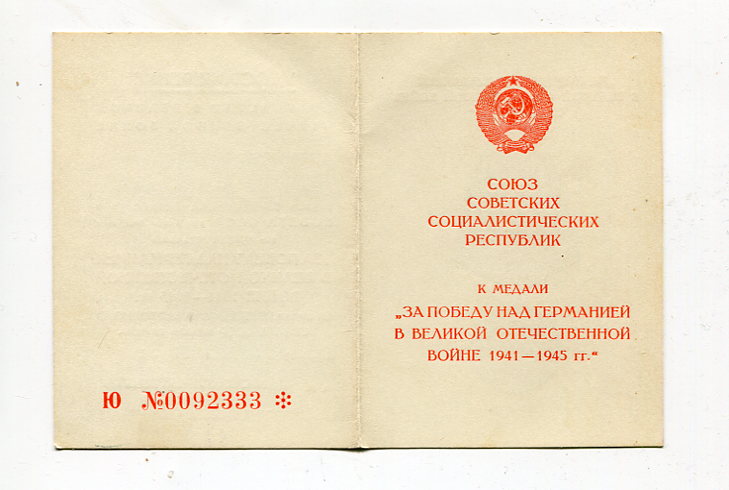 Ю №0092333
СОЮЗ
СОВЕТСКИХ
СОЦИАЛИСТИЧЕСКИХ
РЕСПУБЛИК
К МЕДАЛИ
„ЗА ПОБЕДУ НАД ГЕРМАНИЕЙ
В ВЕЛИКОЙ ОТЕЧЕСТВЕННОЙ
ВОЙНЕ 1941—1945 гг.“